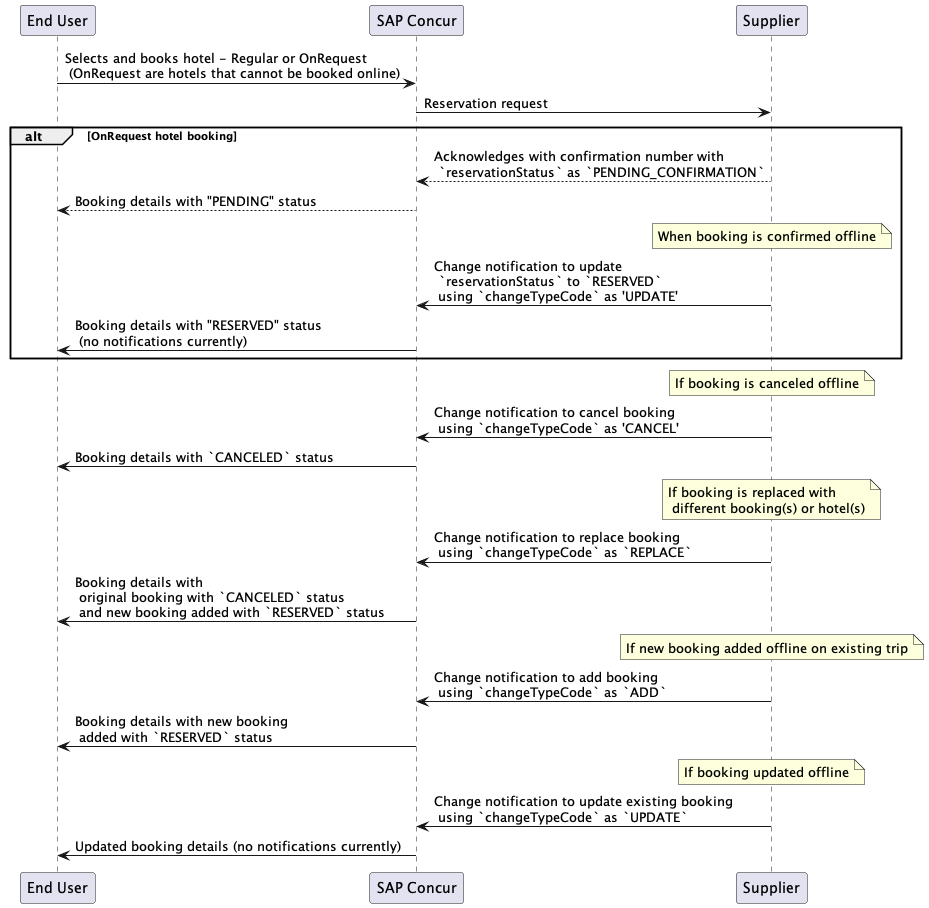 End User
SAP Concur
Supplier
Selects and books hotel - Regular or OnRequest
(OnRequest are hotels that cannot be booked online)
Reservation request
alt
[OnRequest hotel booking]
Acknowledges with confirmation number with
`reservationStatus` as `PENDING_CONFIRMATION`
Booking details with "PENDING" status
When booking is confirmed offline
Change notification to update
`reservationStatus` to `RESERVED`
using `changeTypeCode` as 'UPDATE'
Booking details with "RESERVED" status
(no notifications currently)
If booking is canceled offline
Change notification to cancel booking
using `changeTypeCode` as 'CANCEL'
Booking details with `CANCELED` status
If booking is replaced with
different booking(s) or hotel(s)
Change notification to replace booking
using `changeTypeCode` as `REPLACE`
Booking details with
original booking with `CANCELED` status
and new booking added with `RESERVED` status
If new booking added offline on existing trip
Change notification to add booking
using `changeTypeCode` as `ADD`
Booking details with new booking
added with `RESERVED` status
If booking updated offline
Change notification to update existing booking
using `changeTypeCode` as `UPDATE`
Updated booking details (no notifications currently)
End User
SAP Concur
Supplier